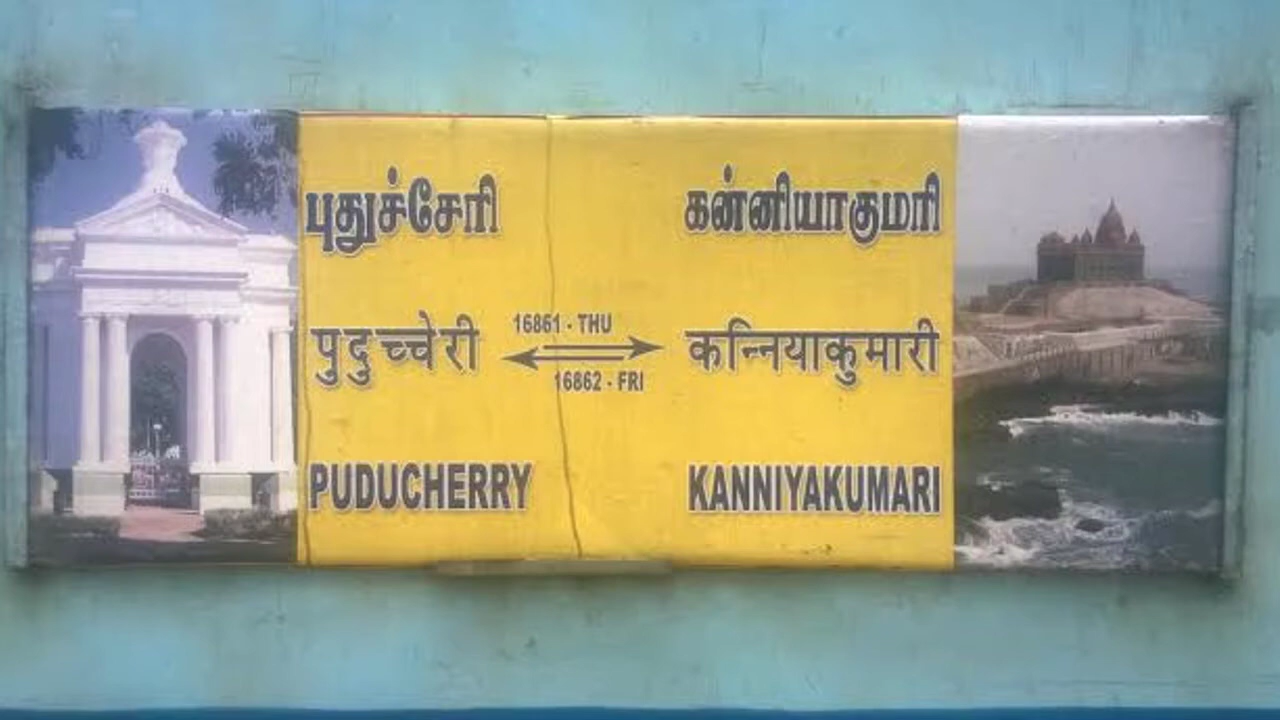 புதுச்சேரி கன்னியாகுமரி
16861 - THU
पुदुच्चेरी कन्नियाकुमारी
16862 - FRI
PUDUCHERRY KANNIYAKUMARI